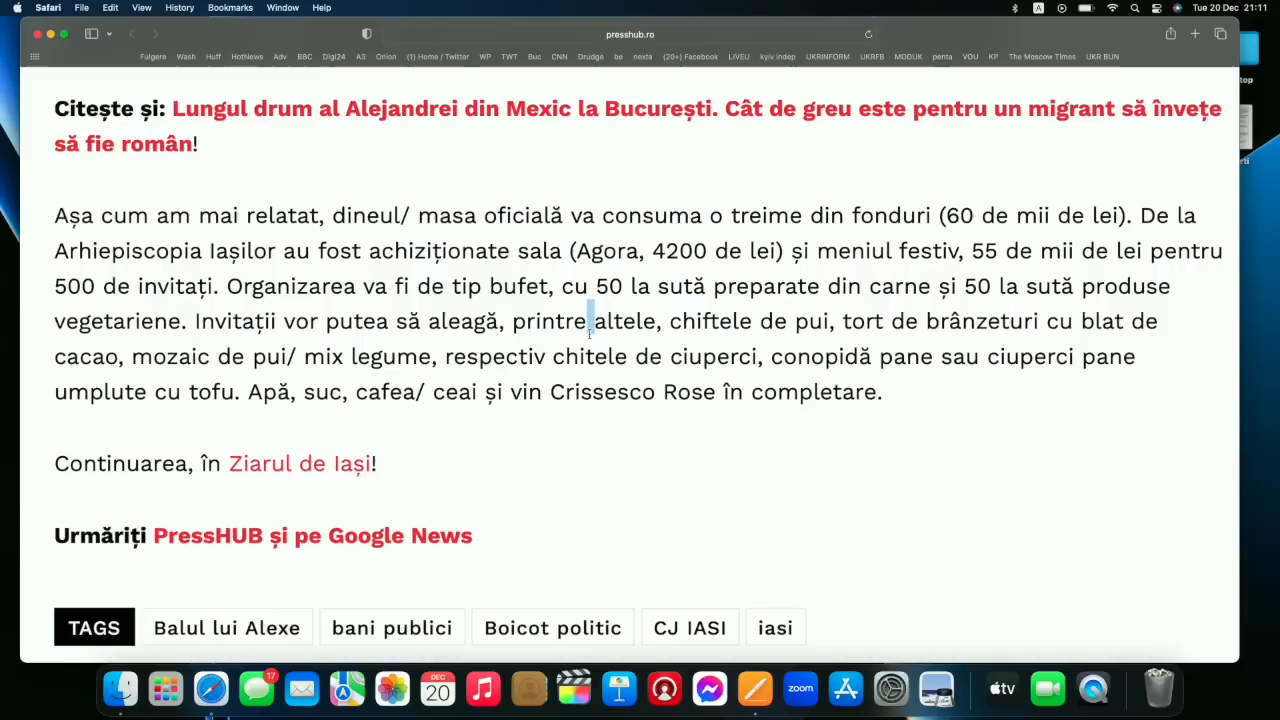 Safari File Edit View History Bookmarks Window Help A Tue 20 Dec 21:11
presshub.ro
Fulgere Wash Huff HotNews Adv BBC Digi24 A3 Onion (1) Home / Twitter WP TWT Buc CNN Drudge be nexta (20+) Facebook LIVEU kyiv indep UKRINFORM UKRFB MODUK penta VOU KP The Moscow Times UKR BUN
Citește și: Lungul drum al Alejandrei din Mexic la București. Cât de greu este pentru un migrant să învețe
să fie român!
Așa cum am mai relatat, dineul/ masa oficială va consuma o treime din fonduri (60 de mii de lei). De la
Arhiepiscopia Iașilor au fost achiziționate sala (Agora, 4200 de lei) și meniul festiv, 55 de mii de lei pentru
500 de invitați. Organizarea va fi de tip bufet, cu 50 la sută preparate din carne și 50 la sută produse
vegetariene. Invitații vor putea să aleagă, printre altele, chiftele de pui, tort de brânzeturi cu blat de
cacao, mozaic de pui/ mix legume, respectiv chitele de ciuperci, conopidă pane sau ciuperci pane
umplute cu tofu. Apă, suc, cafea/ ceai și vin Crissesco Rose în completare.
Continuarea, în Ziarul de Iași!
Urmăriți PressHUB și pe Google News
TAGS Balul lui Alexe bani publici Boicot politic CJ IASI iasi
17 DEC 20 zoom tv